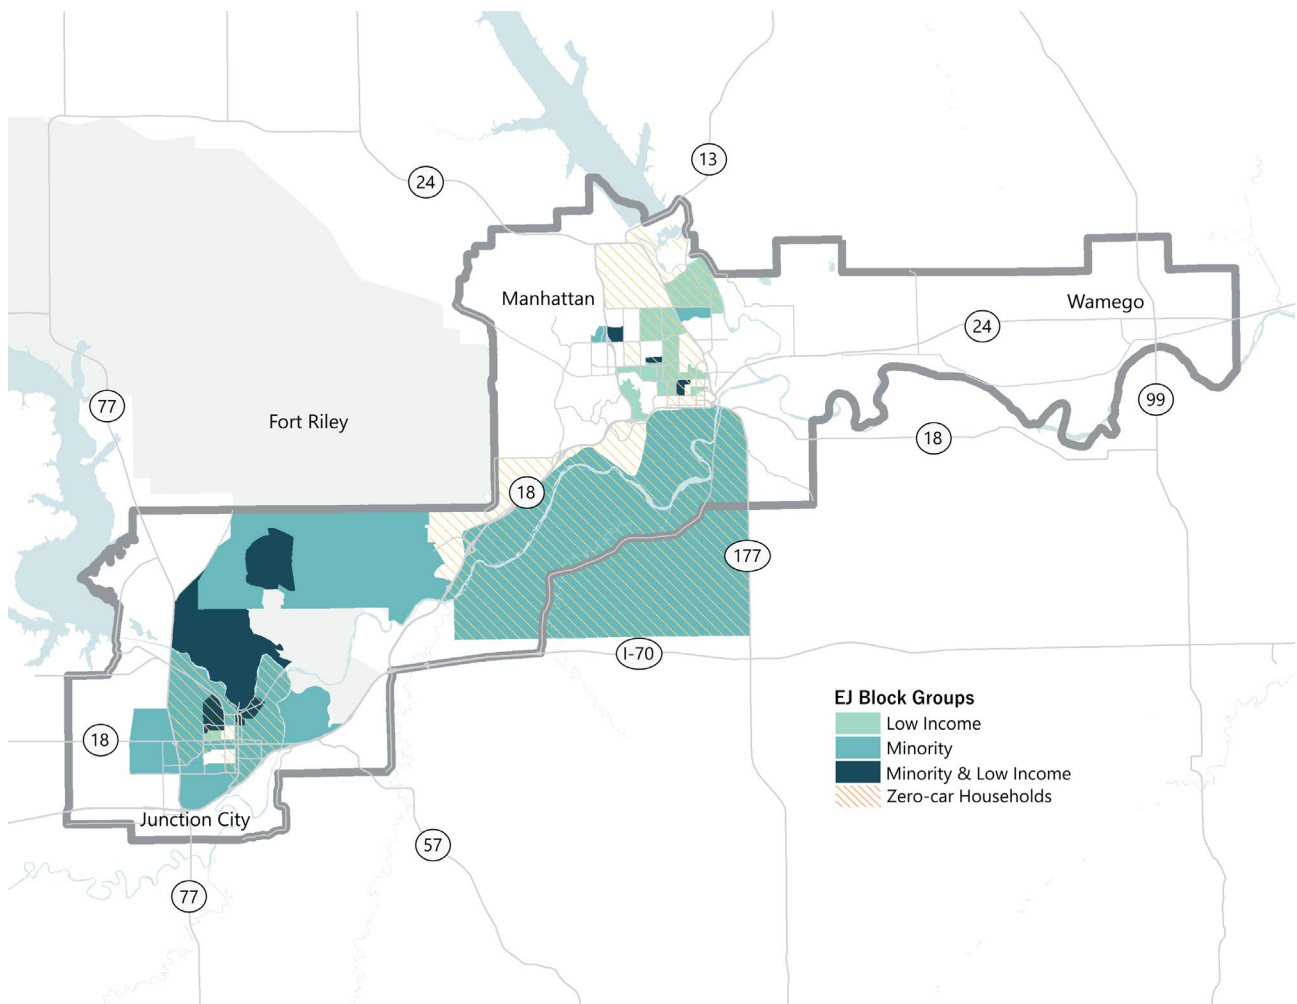 13
24
Manhattan
Wamego
24
77
99
Fort Riley
18
18
177
I-70
EJ Block Groups
Low Income
18
Minority
Minority & Low Income
Zero-car Households
Junction City
57
77